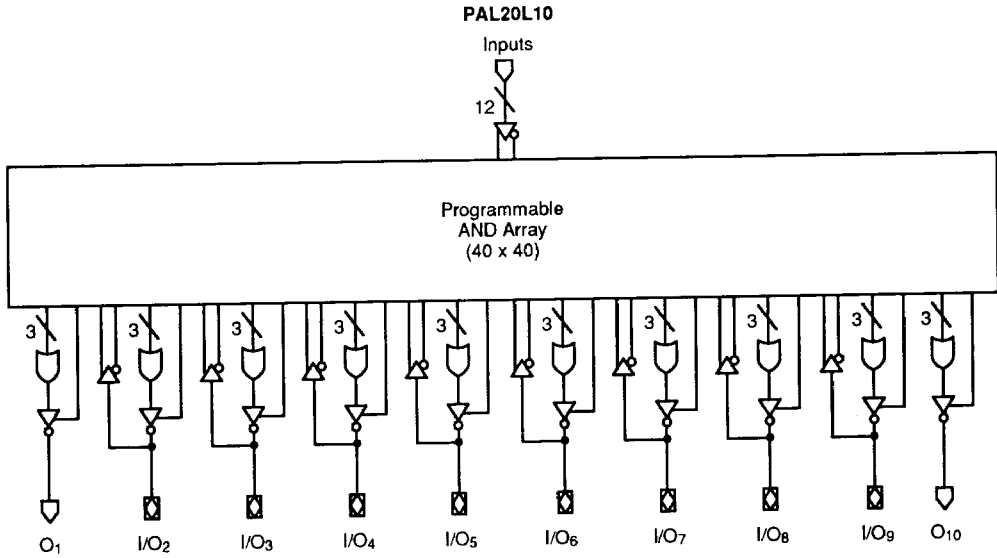 PAL20L10
Inputs
12
Programmable
AND Array
(40 x 40)
3 3 3 3 3 3 3 3 3 3
O1 I/O2 I/O3 I/O4 I/O5 I/O6 I/O7 I/O8 I/O9 O10